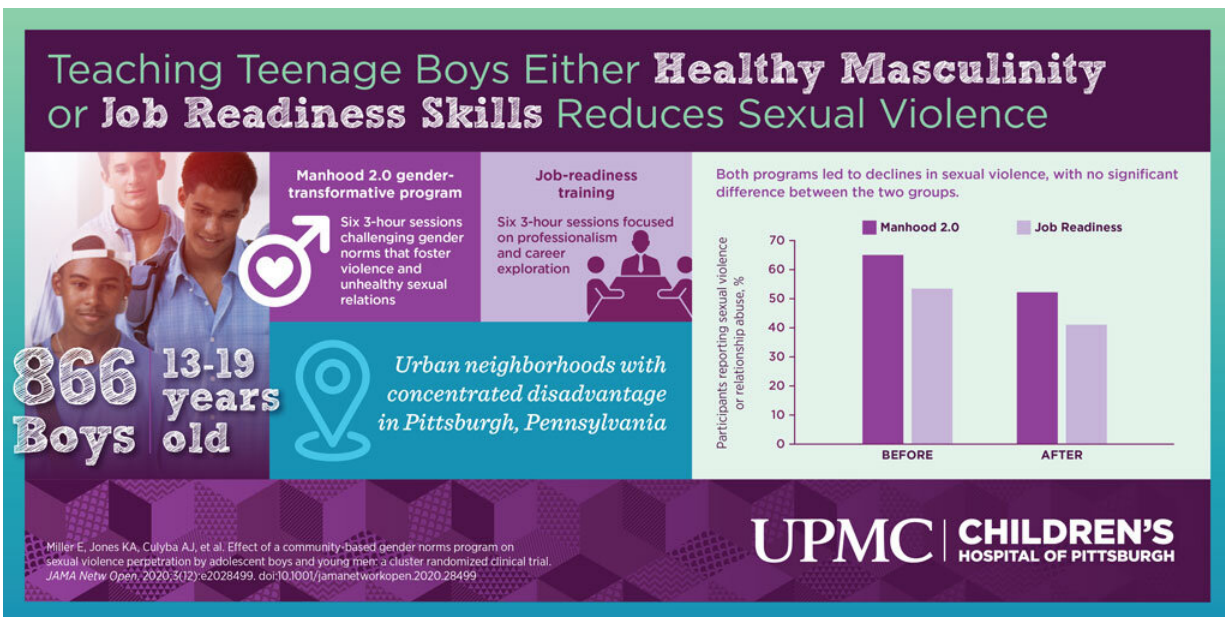 Teaching Teenage Boys Either Healthy Masculinity
or Job Readiness Skills Reduces Sexual Violence
Manhood 2.0 gender-
transformative program
Six 3-hour sessions
challenging gender
norms that foster
violence and
unhealthy sexual
relations
Job-readiness
training
Six 3-hour sessions focused
on professionalism
and career
exploration
866
Boys
13-19
years
old
Urban neighborhoods with
concentrated disadvantage
in Pittsburgh, Pennsylvania
Both programs led to declines in sexual violence, with no significant
difference between the two groups.
Manhood 2.0
Job Readiness
Participants reporting sexual violence
or relationship abuse, %
70
60
50
40
30
20
10
0
BEFORE
AFTER
Miller E, Jones KA, Culyba AJ, et al. Effect of a community-based gender norms program on
sexual violence perpetration by adolescent boys and young men: a cluster randomized clinical trial.
JAMA Netw Open. 2020;3(12):e2028499. doi:10.1001/jamanetworkopen.2020.28499
UPMC
CHILDREN'S
HOSPITAL OF PITTSBURGH